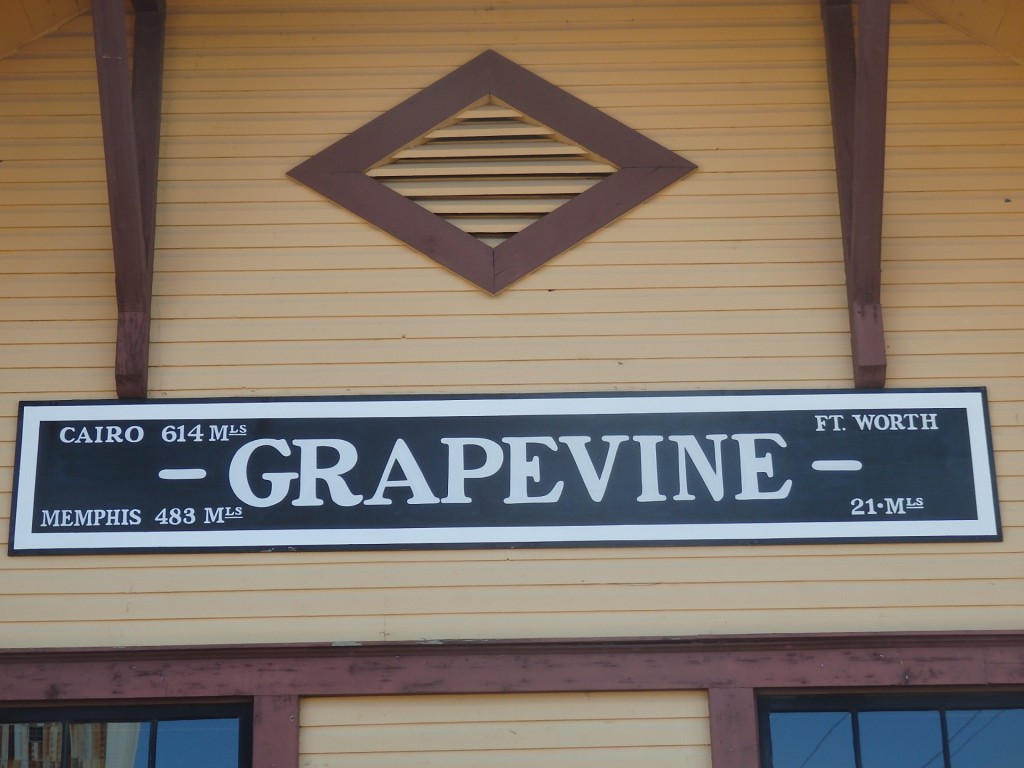 CAIRO 614 MLS
MEMPHIS 483 MLS
- GRAPEVINE -
FT. WORTH
21·MLS